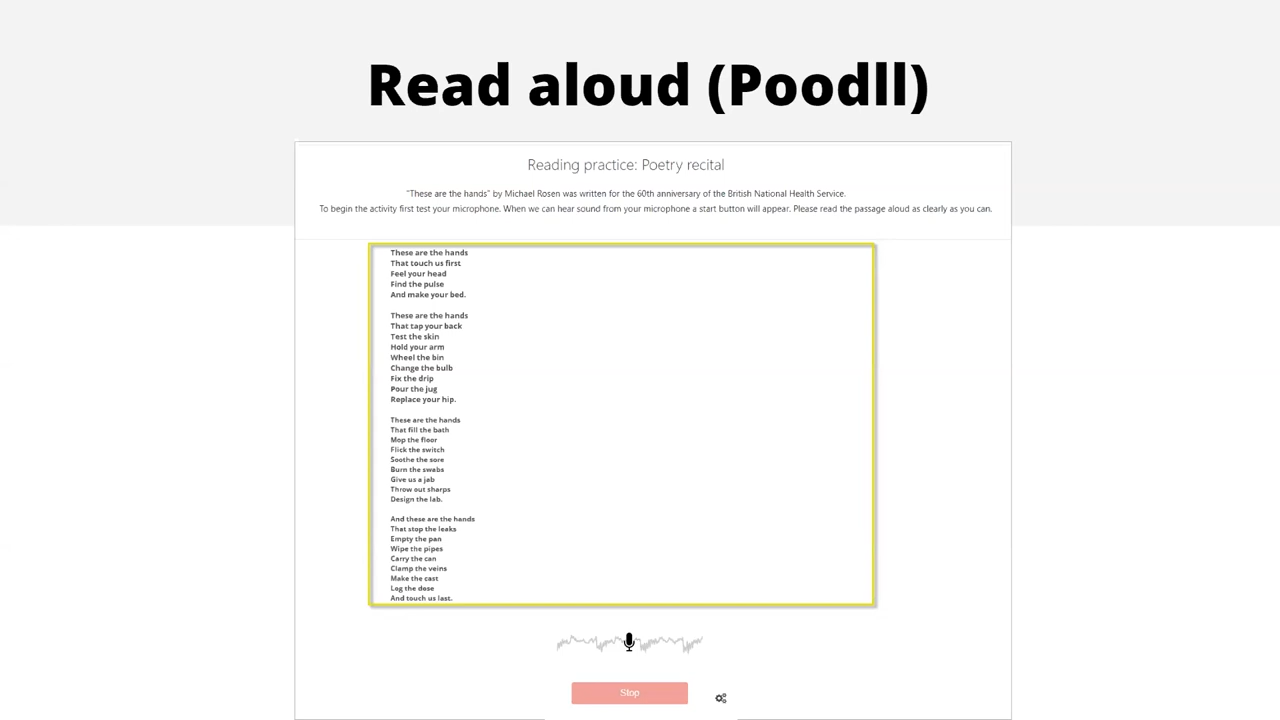 Read aloud (Poodll)
Reading practice: Poetry recital
"These are the hands" by Michael Rosen was written for the 60th anniversary of the British National Health Service.
To begin the activity first test your microphone. When we can hear sound from your microphone a start button will appear. Please read the passage aloud as clearly as you can.
These are the hands
That touch us first
Feel your head
Find the pulse
And make your bed.
These are the hands
That tap your back
Test the skin
Hold your arm
Wheel the bin
Change the bulb
Fix the drip
Pour the jug
Replace your hip.
These are the hands
That fill the bath
Mop the floor
Flick the switch
Soothe the sore
Burn the swabs
Give us a jab
Throw out sharps
Design the lab.
And these are the hands
That stop the leaks
Empty the pan
Wipe the pipes
Carry the can
Clamp the veins
Make the cast
Log the dose
And touch us last.
Stop